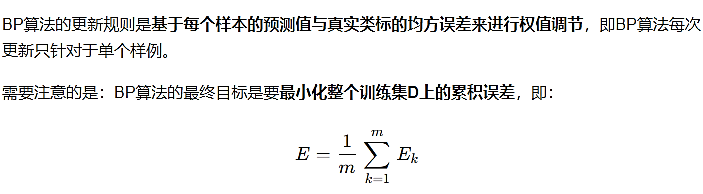 BP算法的更新规则是基于每个样本的预测值与真实类标的均方误差来进行权值调节，即BP算法每次
更新只针对于单个样例。
需要注意的是：BP算法的最终目标是要最小化整个训练集D上的累积误差，即：
E = \frac{1}{m} \sum_{k=1}^{m} E_k